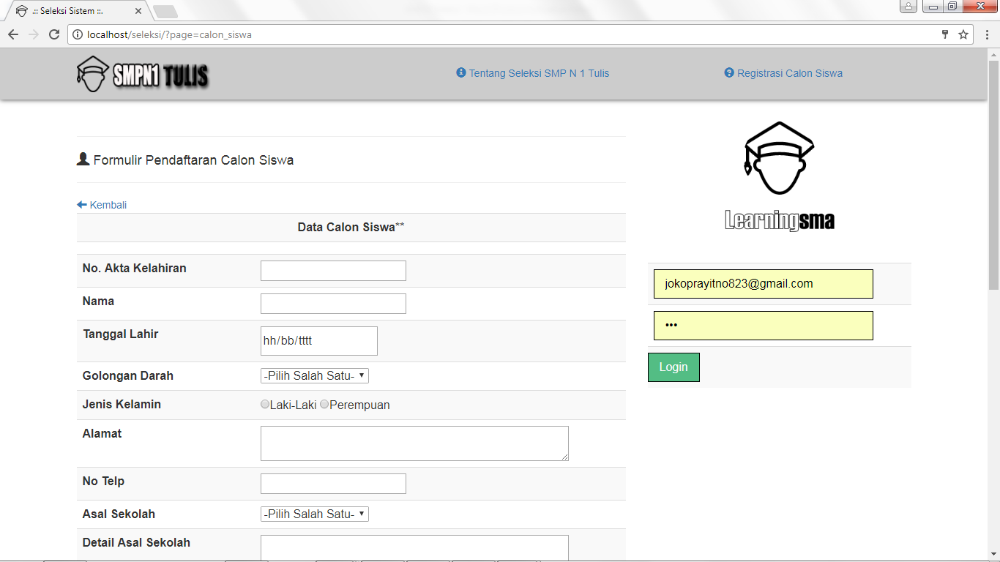 .:: Seleksi Sistem ::.
localhost/seleksi/?page=calon_siswa
SMPN1 TULIS
Tentang Seleksi SMP N 1 Tulis
Registrasi Calon Siswa
Formulir Pendaftaran Calon Siswa
Kembali
Data Calon Siswa**
No. Akta Kelahiran
Nama
Tanggal Lahir
hh/bb/tttt
Golongan Darah
-Pilih Salah Satu-
Jenis Kelamin
Laki-Laki Perempuan
Alamat
No Telp
Asal Sekolah
-Pilih Salah Satu-
Detail Asal Sekolah
Learningsma
jokoprayitno823@gmail.com
•••
Login